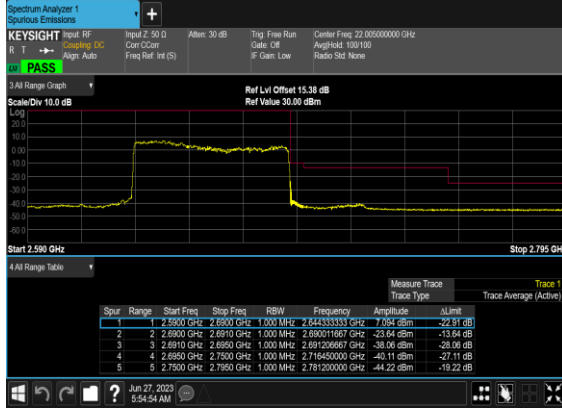 Spectrum Analyzer 1
Spurious Emissions
+
KEYSIGHT Input: RF Input Z: 50 Ω Atten: 30 dB Trig: Free Run Center Freq: 22.005000000 GHz
R T Coupling: DC Corr CCorr Gate: Off Avg|Hold: 100/100
Align: Auto Freq Ref: Int (S) IF Gain: Low Radio Std: None
PASS
3 All Range Graph
Ref Lvl Offset 15.38 dB
Scale/Div 10.0 dB Ref Value 30.00 dBm
Log
20.0
10.0
0.00
-10.0
-20.0
-30.0
-40.0
-50.0
-60.0
Start 2.590 GHz Stop 2.795 GH
4 All Range Table
Measure Trace Trace 1
Trace Type Trace Average (Active)
Spur Range Start Freq Stop Freq RBW Frequency Amplitude ΔLimit
1 1 2.5900 GHz 2.6900 GHz 1.000 MHz 2.644333333 GHz 7.094 dBm -22.91 dB
2 2 2.6900 GHz 2.6910 GHz 1.000 MHz 2.690011667 GHz -23.64 dBm -13.64 dB
3 3 2.6910 GHz 2.6950 GHz 1.000 MHz 2.691206667 GHz -38.06 dBm -28.06 dB
4 4 2.6950 GHz 2.7500 GHz 1.000 MHz 2.716450000 GHz -40.11 dBm -27.11 dB
5 5 2.7500 GHz 2.7950 GHz 1.000 MHz 2.781200000 GHz -44.22 dBm -19.22 dB
? Jun 27, 2023
5:54:54 AM